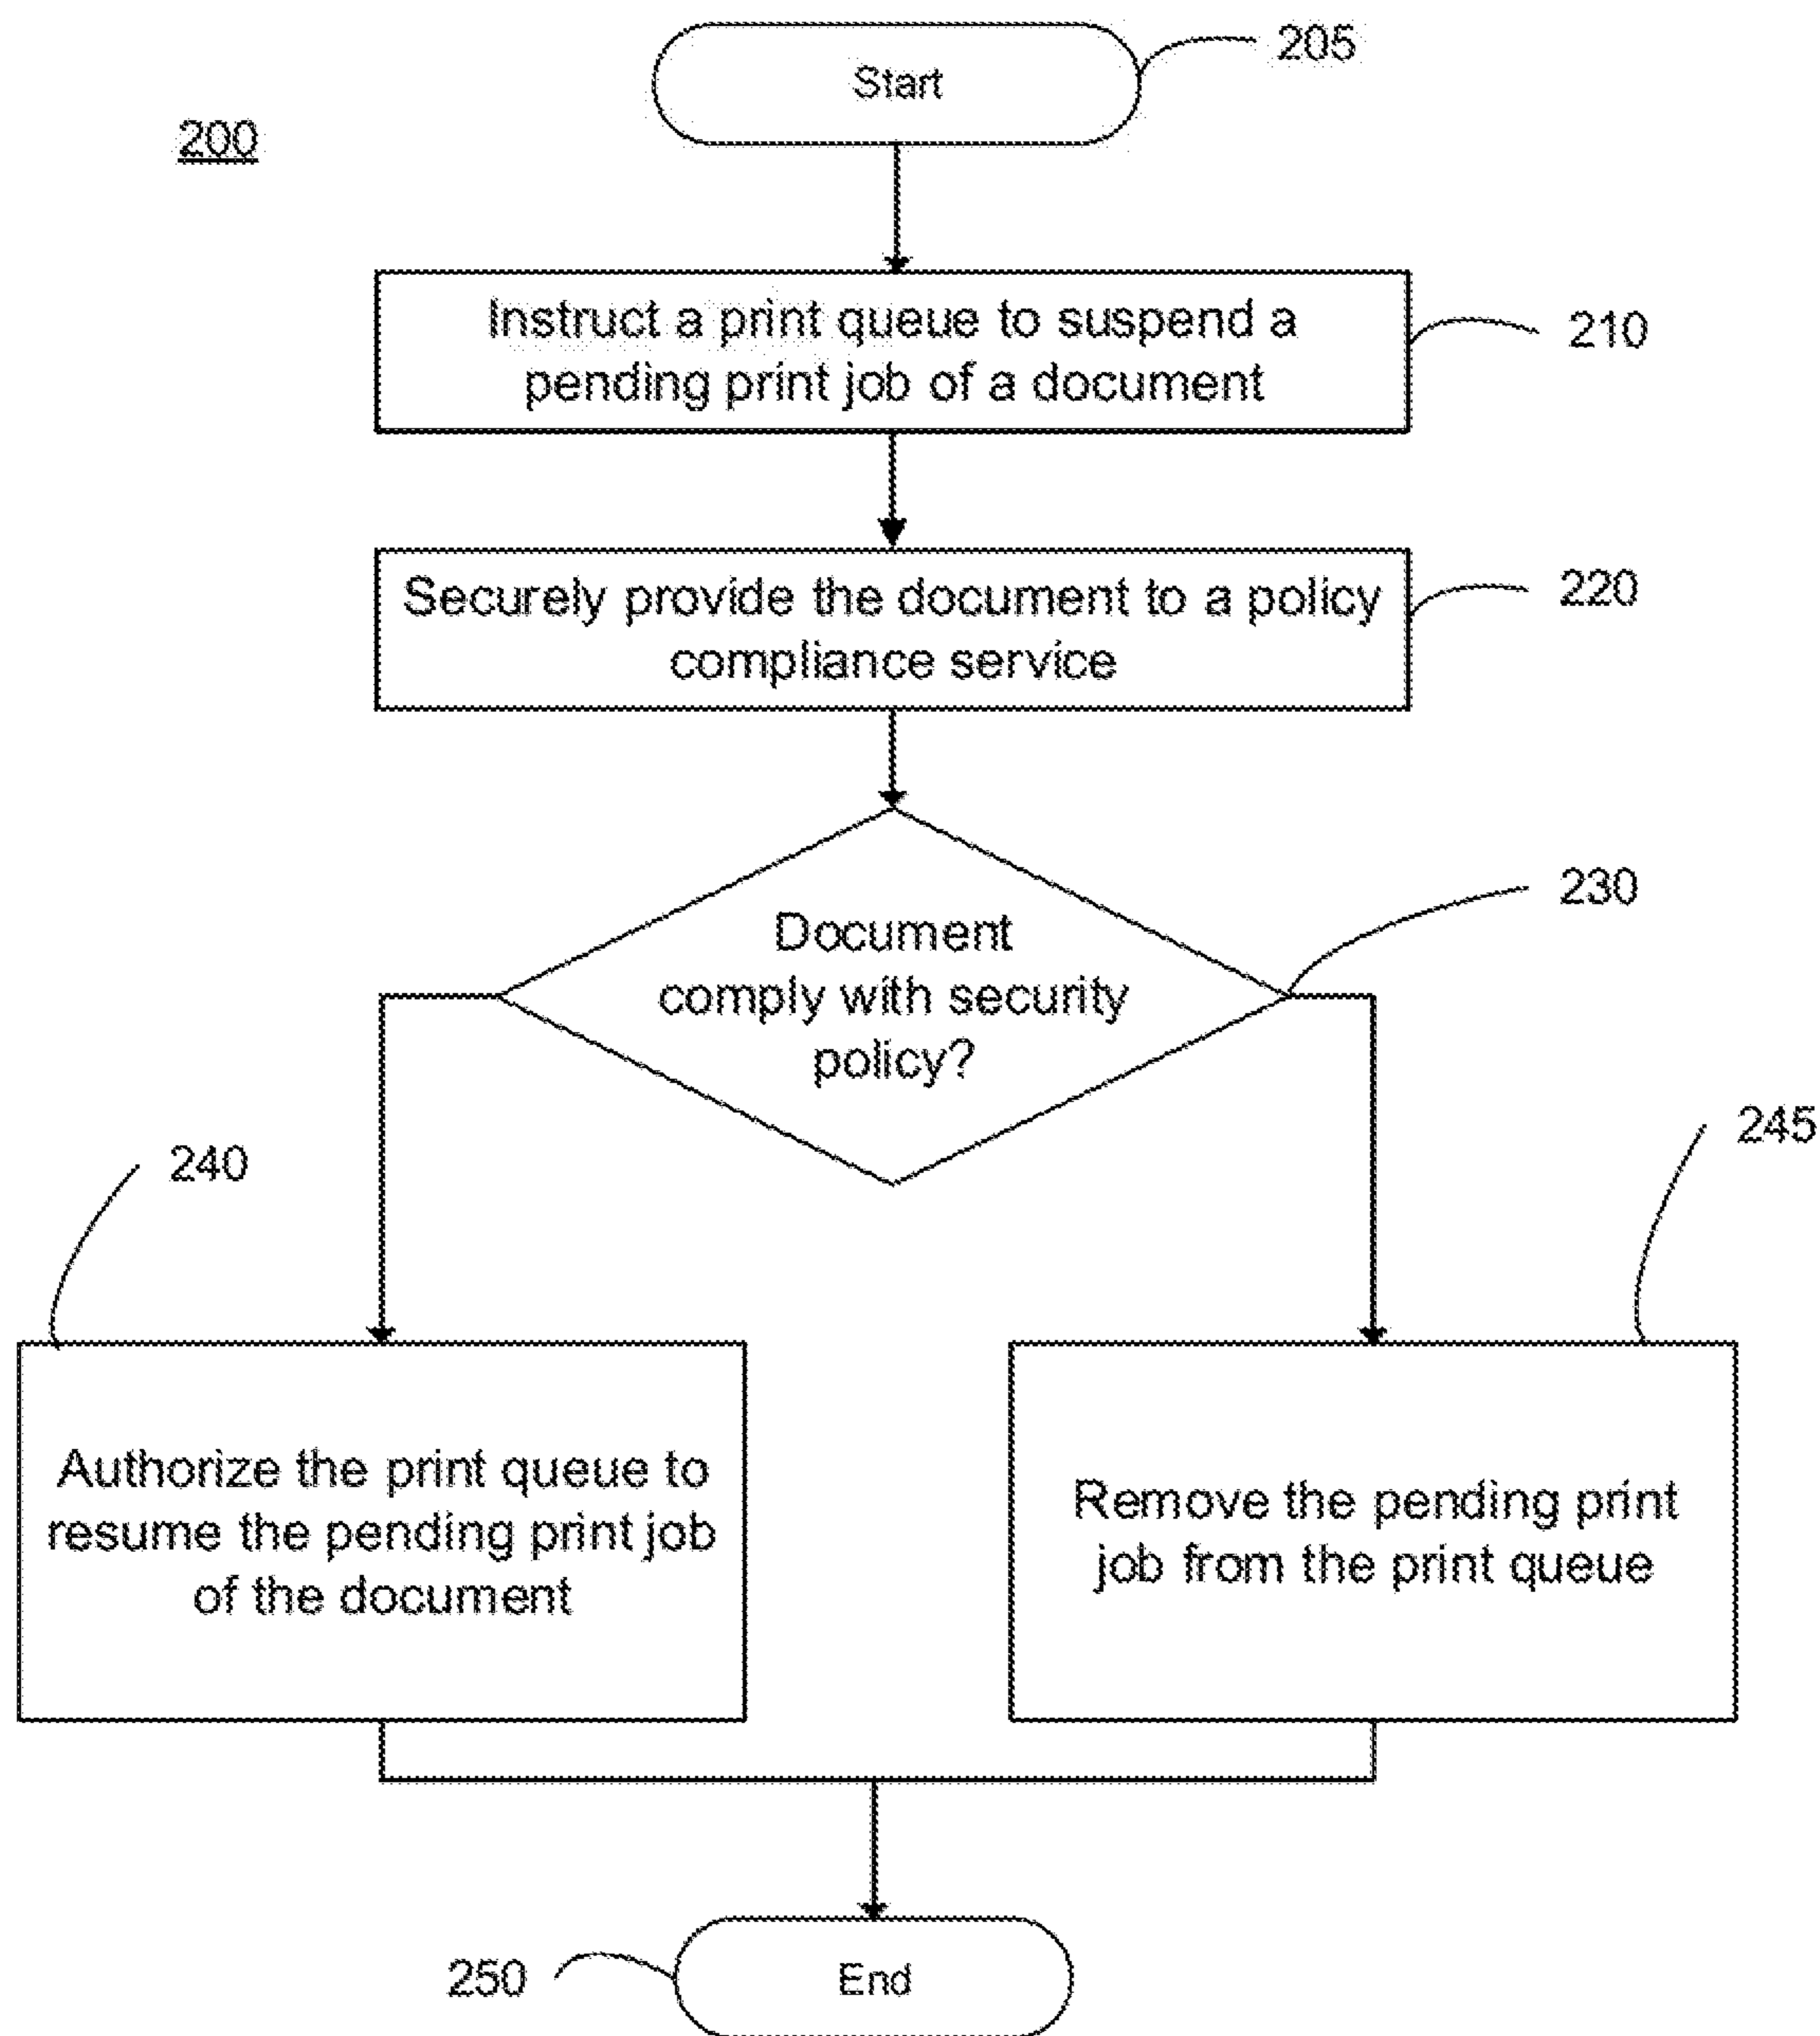 205
Start
200
Instruct a print queue to suspend a
pending print job of a document
210
Securely provide the document to a policy
compliance service
220
230
Document
comply with security
policy?
245
240
Authorize the print queue to
resume the pending print job
of the document
Remove the pending print
job from the print queue
250
End